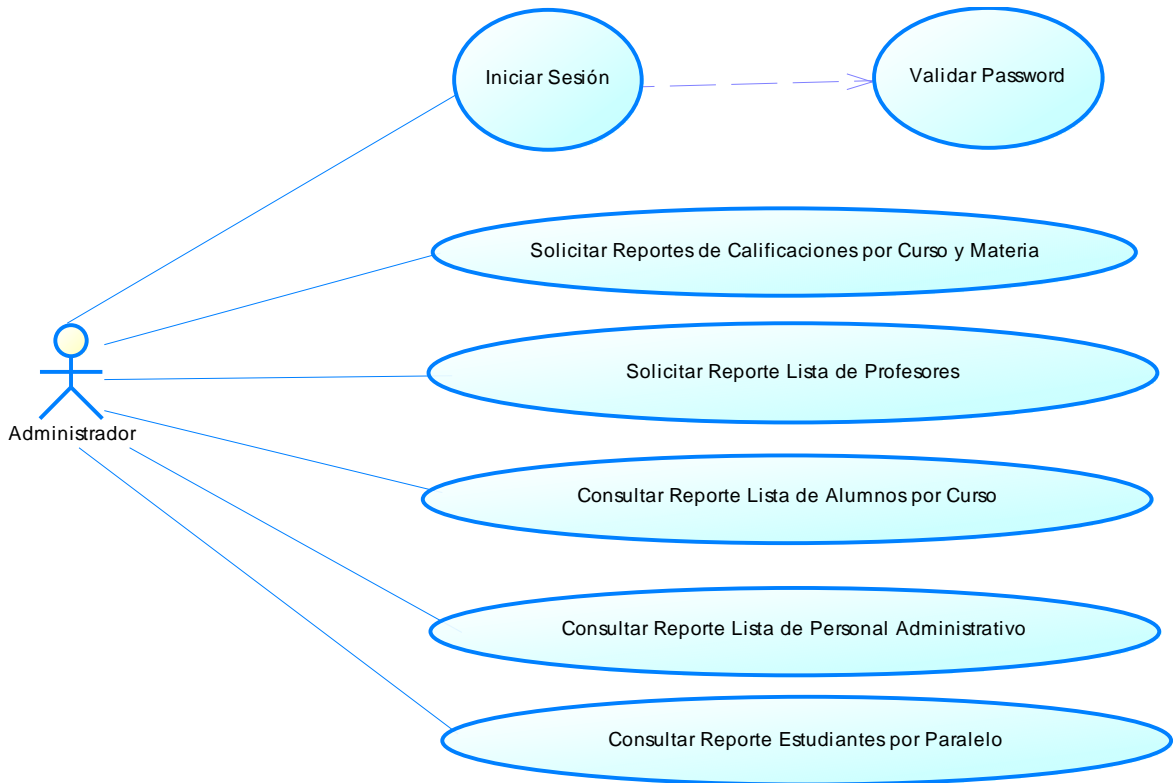 Iniciar Sesión
Validar Password
Solicitar Reportes de Calificaciones por Curso y Materia
Solicitar Reporte Lista de Profesores
Administrador
Consultar Reporte Lista de Alumnos por Curso
Consultar Reporte Lista de Personal Administrativo
Consultar Reporte Estudiantes por Paralelo